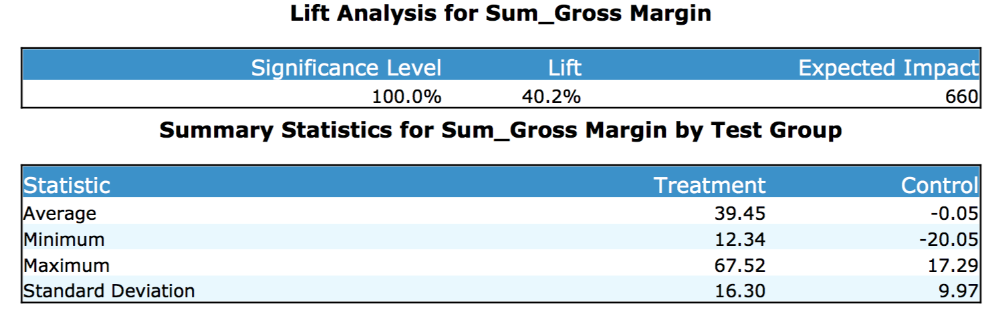 Lift Analysis for Sum_Gross Margin
Significance Level Lift Expected Impact
100.0% 40.2% 660
Summary Statistics for Sum_Gross Margin by Test Group
Statistic Treatment Control
Average 39.45 -0.05
Minimum 12.34 -20.05
Maximum 67.52 17.29
Standard Deviation 16.30 9.97